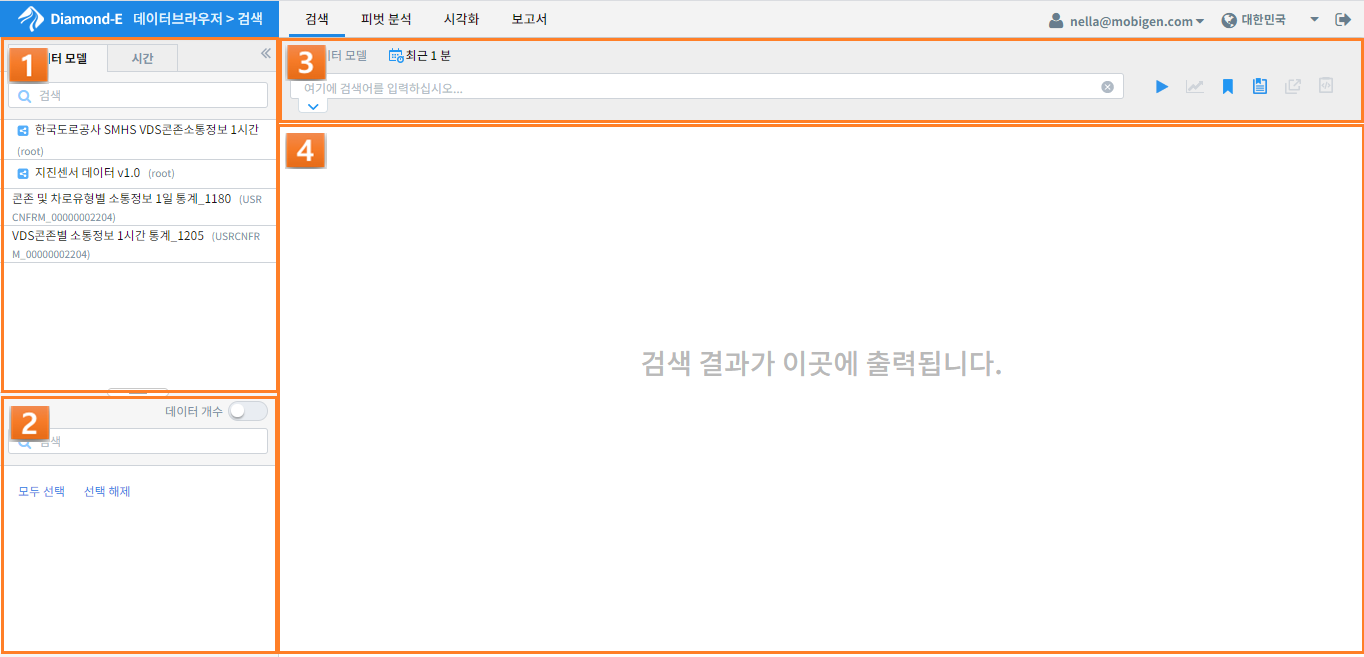 Diamond-E 데이터브라우저 > 검색
검색 피벗 분석 시각화 보고서
nella@mobigen.com 대한민국
1 터 모델 시간
검색
한국도로공사 SMHS VDS콘존소통정보 1시간
(root)
지진센서 데이터 v1.0 (root)
콘존 및 차로유형별 소통정보 1일 통계_1180 (USR
CNFRM_00000002204)
VDS콘존별 소통정보 1시간 통계_1205 (USRCNFR
M_00000002204)
2 데이터 개수
검색
모두 선택 선택 해제
3 터 모델 최근 1 분
여기에 검색어를 입력하십시오...
4
검색 결과가 이곳에 출력됩니다.